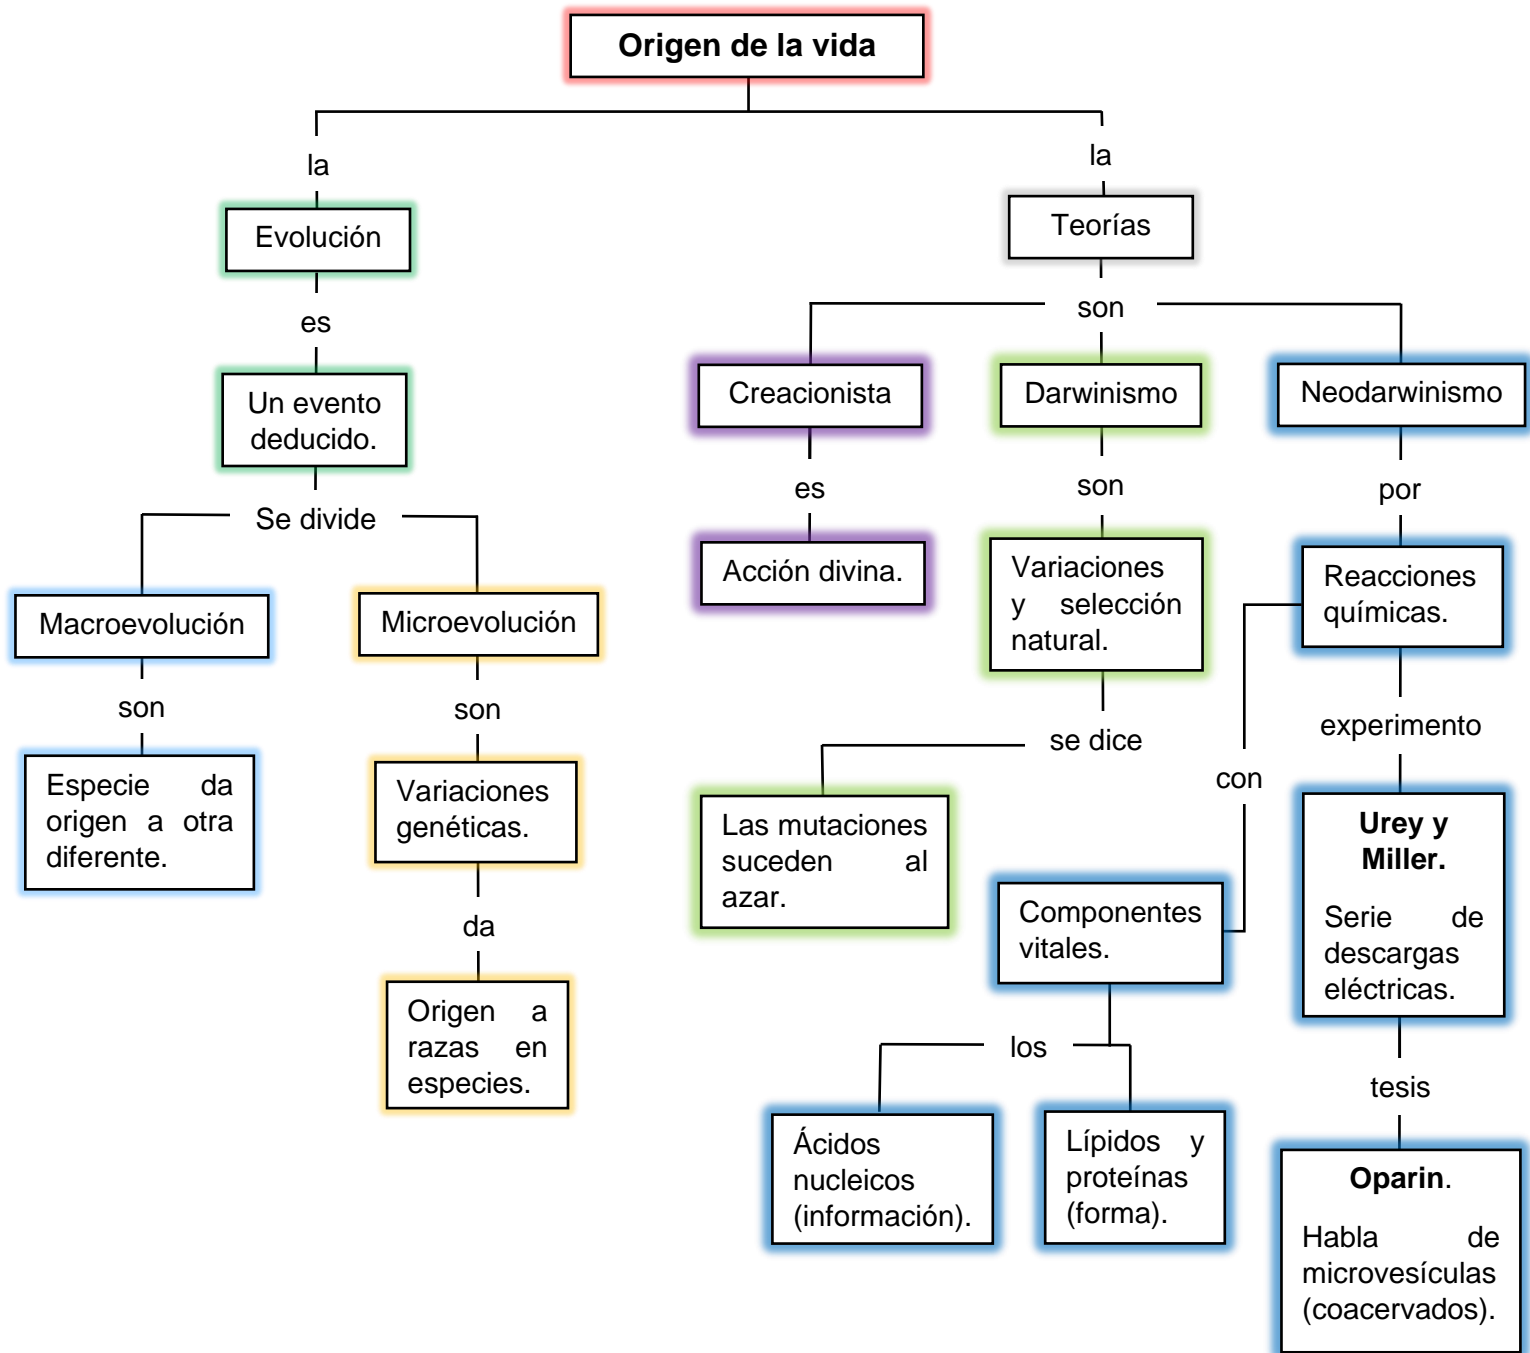 Origen de la vida
la
la
Evolución
Teorías
es
son
Un evento
deducido.
Creacionista
Darwinismo
Neodarwinismo
Se divide
es
son
por
Macroevolución
Microevolución
Acción divina.
Variaciones
y selección
natural.
Reacciones
químicas.
son
son
se dice
experimento
con
Especie da
origen a otra
diferente.
Variaciones
genéticas.
Las mutaciones
suceden al
azar.
Urey y
Miller.
Serie de
descargas
eléctricas.
da
Componentes
vitales.
Origen a
razas en
especies.
los
tesis
Ácidos
nucleicos
(información).
Lípidos y
proteínas
(forma).
Oparin.
Habla de
microvesículas
(coacervados).